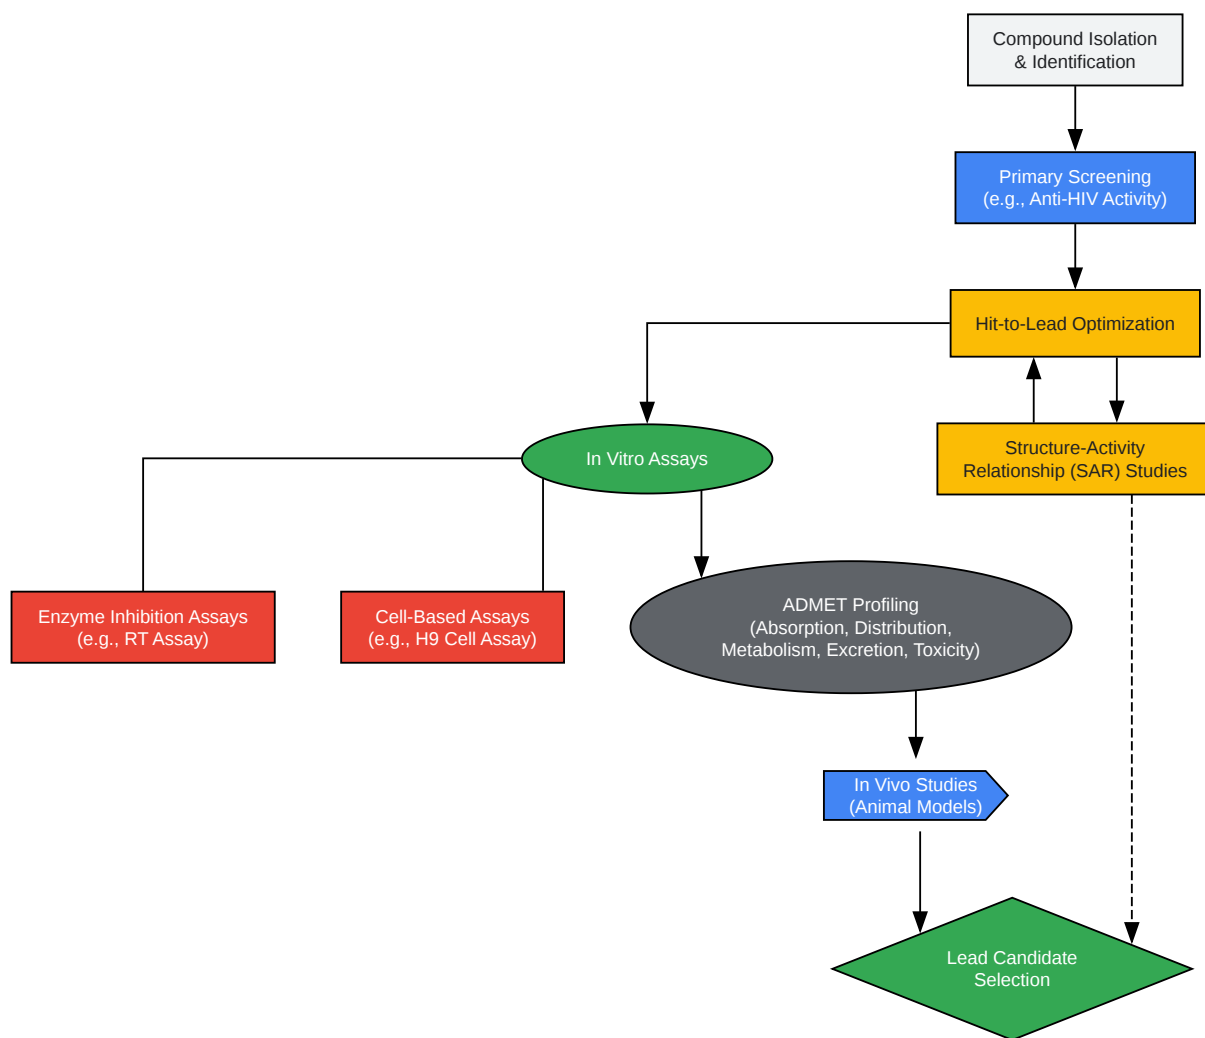 Compound Isolation
& Identification
Primary Screening
(e.g., Anti-HIV Activity)
Hit-to-Lead Optimization
Structure-Activity
Relationship (SAR) Studies
In Vitro Assays
Enzyme Inhibition Assays
(e.g., RT Assay)
Cell-Based Assays
(e.g., H9 Cell Assay)
ADMET Profiling
(Absorption, Distribution,
Metabolism, Excretion, Toxicity)
In Vivo Studies
(Animal Models)
Lead Candidate
Selection